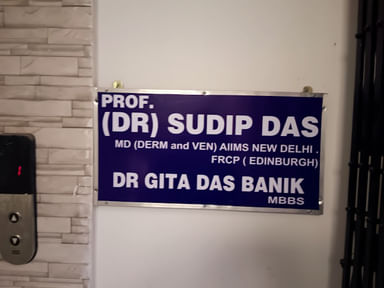 PROF.
(DR) SUDIP DAS
MD (DERM and VEN) AIIMS NEW DELHI .
FRCP ( EDINBURGH)
DR GITA DAS BANIK
MBBS